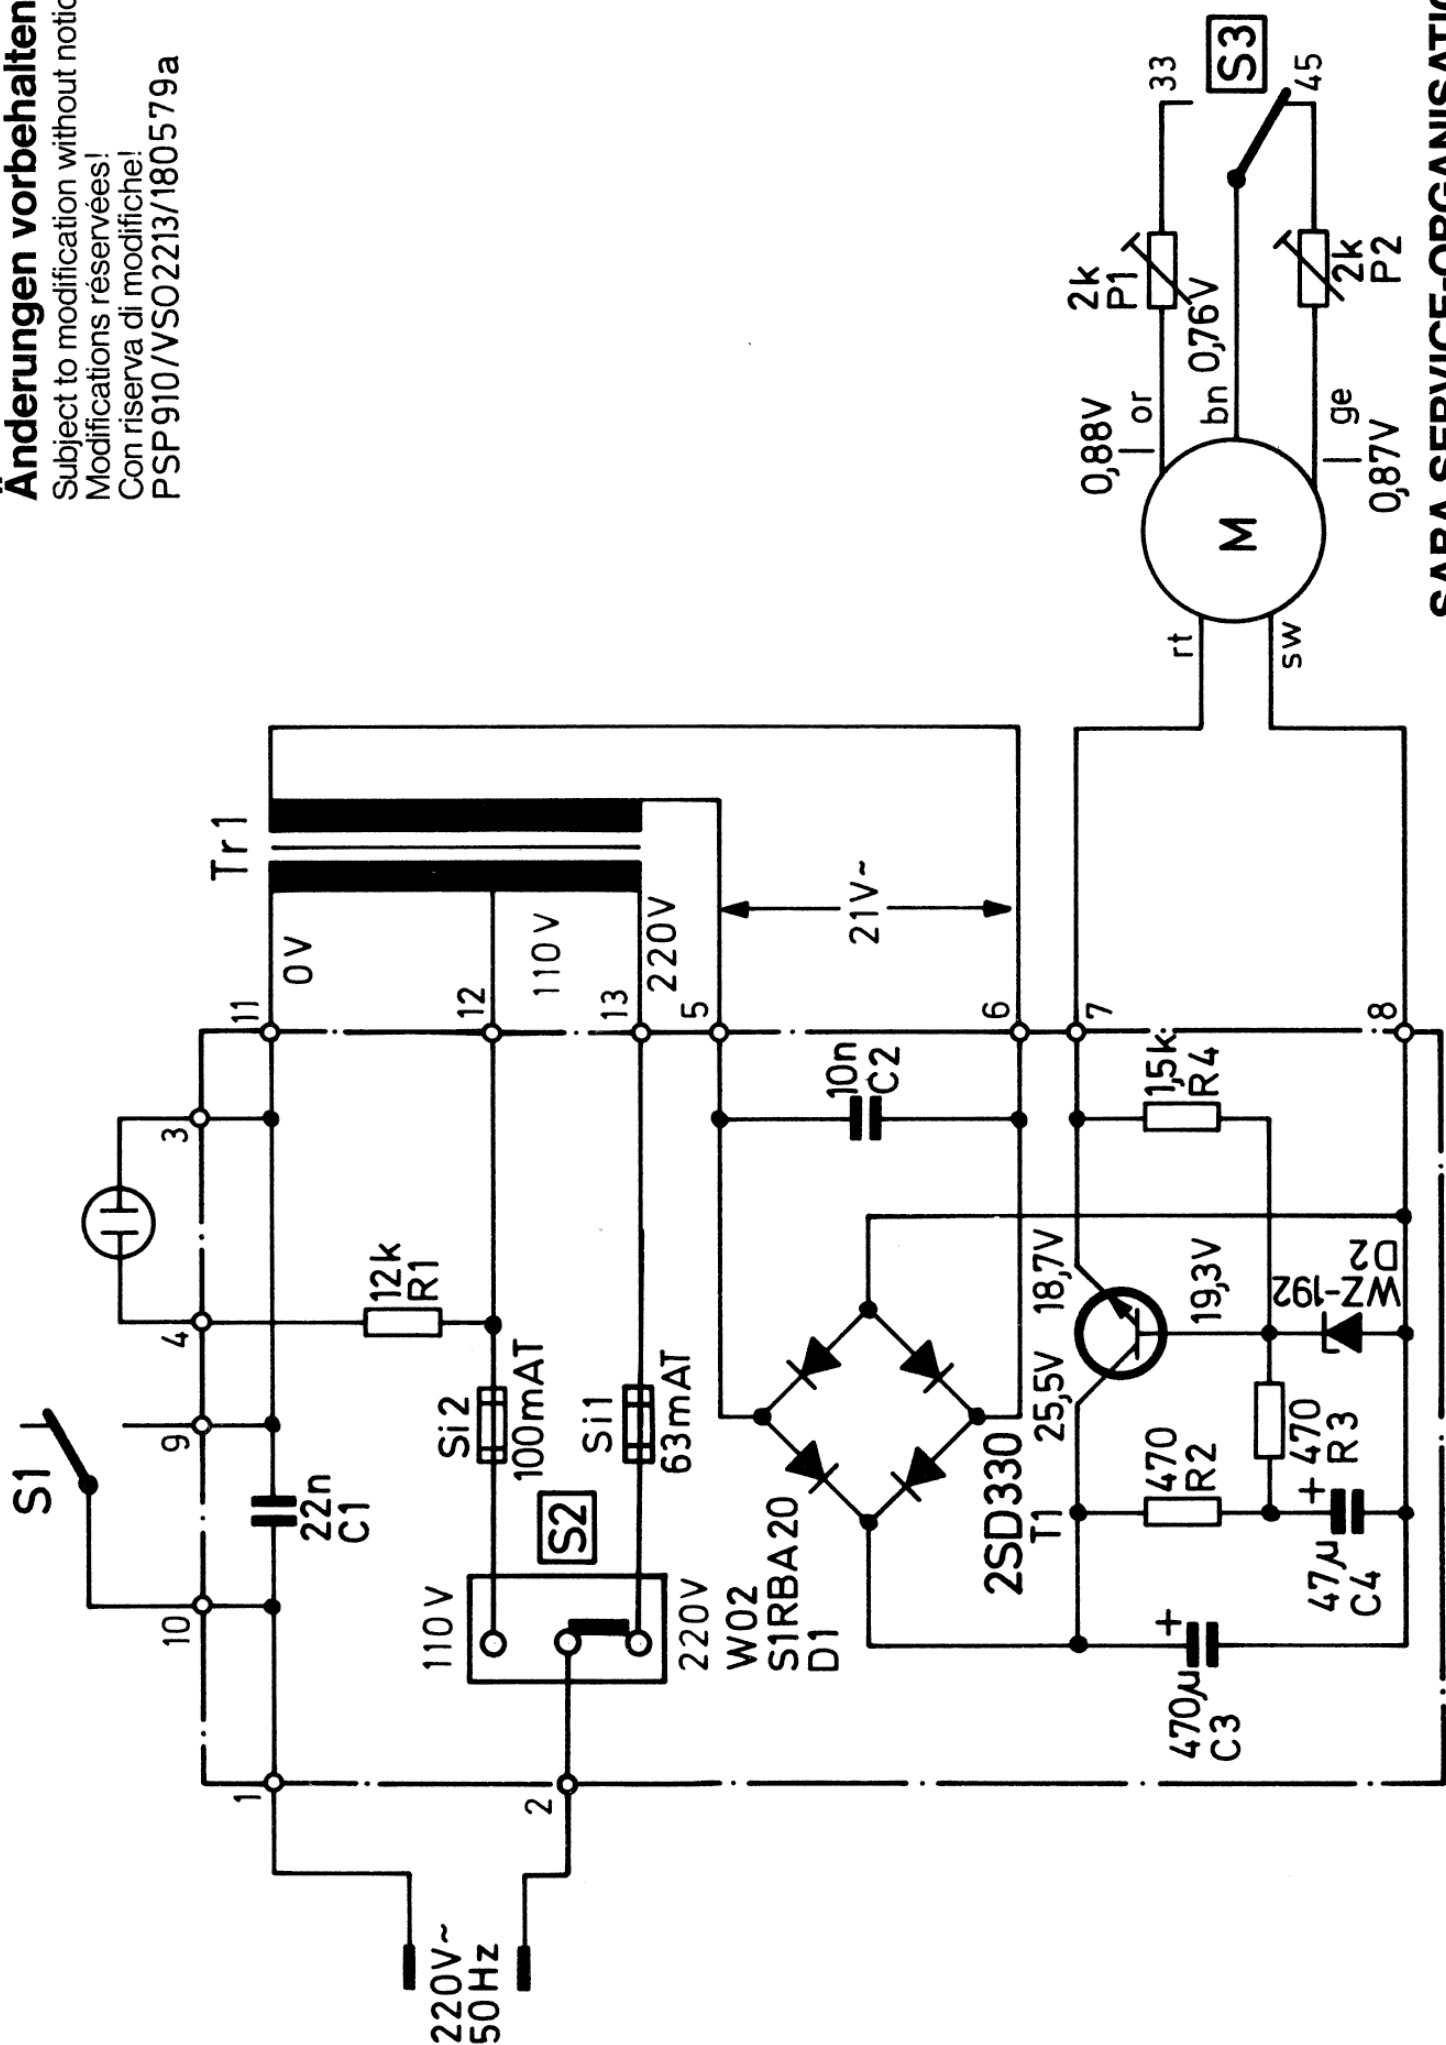 Änderungen vorbehalten
Subject to modification without notic
Modifications réservées!
Con riserva di modifiche!
PSP910/VSO2213/180579a
S1
10
9
4
3
11
1
22n
C1
12k
R1
Tr1
0V
12
110V
13
220V
5
220V~
50Hz
2
110V
S2
220V
Si2
100mAT
Si1
63mAT
W02
S1RBA20
D1
10n
C2
21V~
6
7
8
2SD330
T1
25,5V
18,7V
19,3V
1,5k
R4
470
R2
470
R3
470µ
C3
+
47µ
C4
+
WZ-192
D2
rt
sw
M
0,88V
or
bn
0,76V
ge
0,87V
2k
P1
2k
P2
33
S3
45
SABA SERVICE-ORGANISATIO